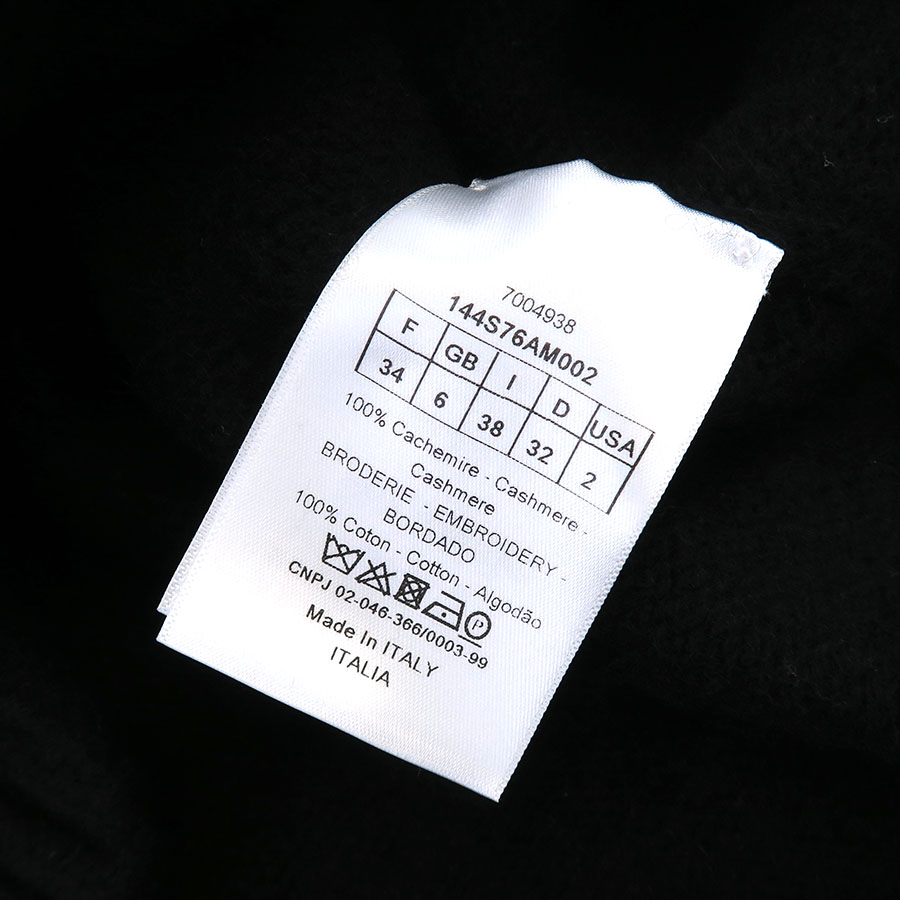 7004938
144S76AM002
F GB I D USA
34 6 38 32 2
100% Cachemire - Cashmere -
Cashmere
BRODERIE - EMBROIDERY -
BORDADO
100% Coton - Cotton - Algodão
P
CNPJ 02-046-366/0003-99
Made In ITALY
ITALIA